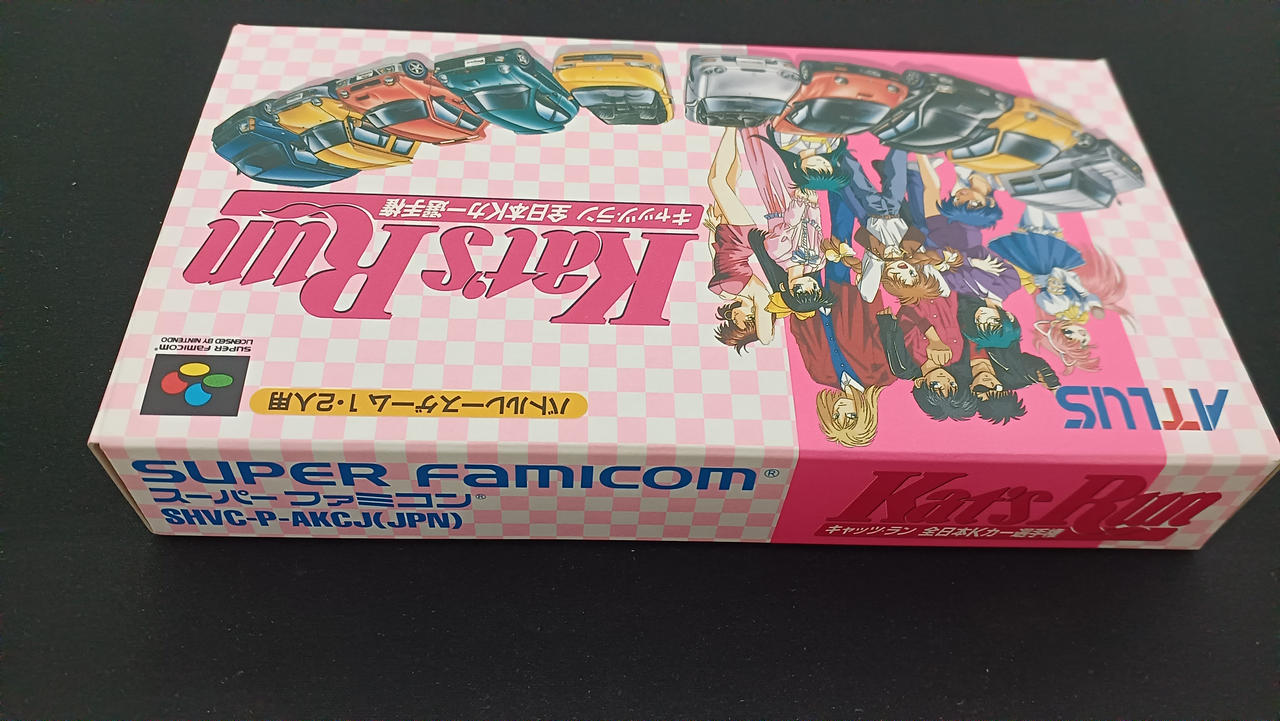 Kat's Run
キャッツ・ラン 全日本Kカー選手権
ATLUS
バトルレースゲーム 1・2人用
SUPER FAMICOM®
LICENSED BY NINTENDO
SUPER FAMICOM®
スーパーファミコン®
SHVC-P-AKCJ(JPN)
Kat's Run
キャッツ・ラン 全日本Kカー選手権